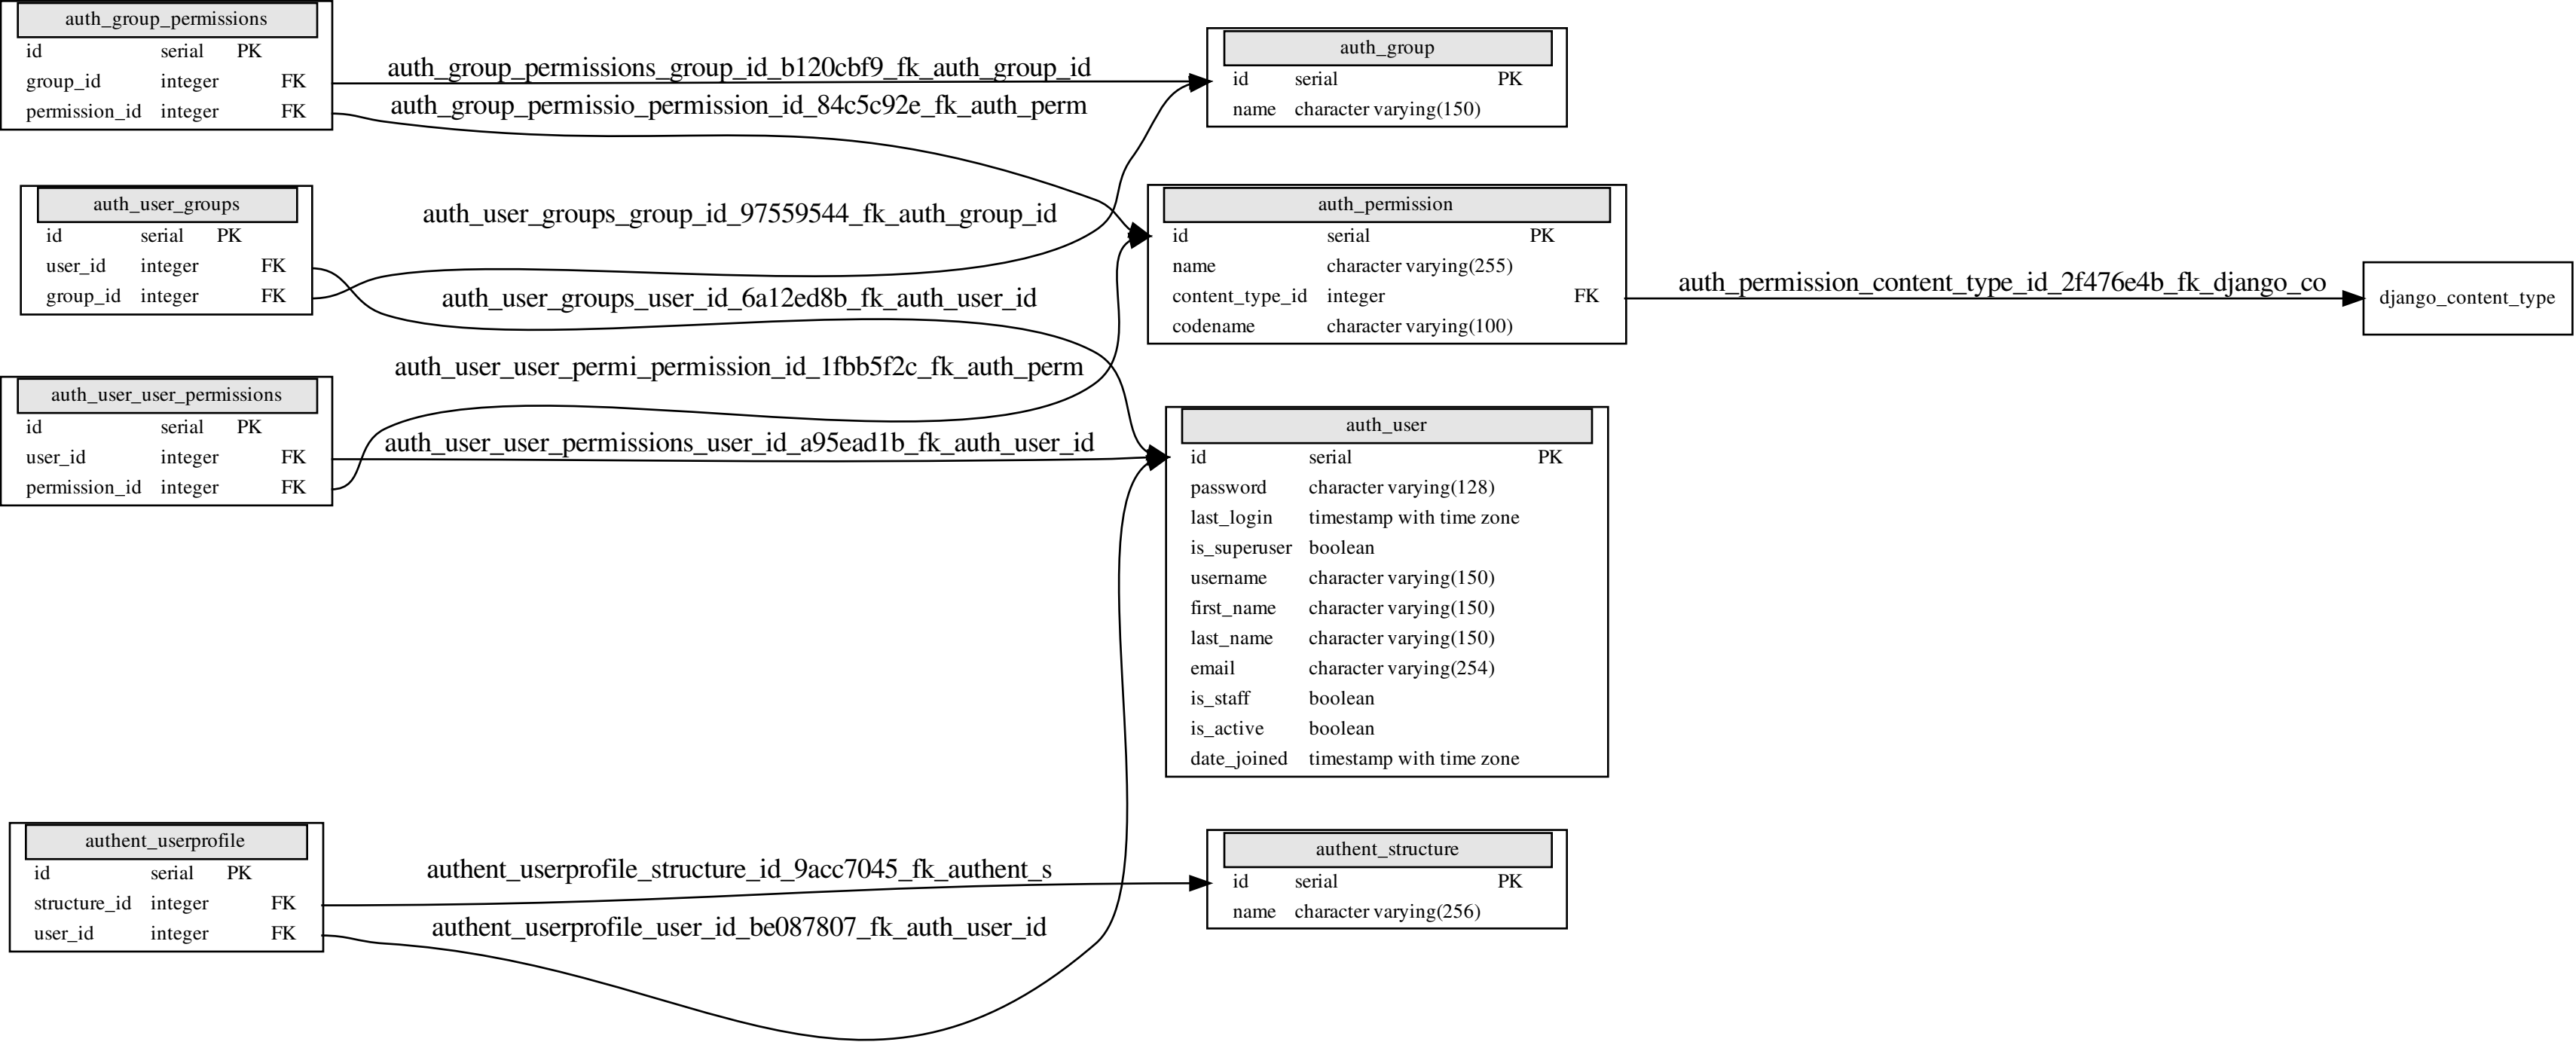 auth_group_permissions
id serial PK
group_id integer FK
permission_id integer FK
auth_group_permissions_group_id_b120cbf9_fk_auth_group_id
auth_group_permissio_permission_id_84c5c92e_fk_auth_perm
auth_group
id serial PK
name character varying(150)
auth_user_groups
id serial PK
user_id integer FK
group_id integer FK
auth_user_groups_group_id_97559544_fk_auth_group_id
auth_user_groups_user_id_6a12ed8b_fk_auth_user_id
auth_permission
id serial PK
name character varying(255)
content_type_id integer FK
codename character varying(100)
auth_permission_content_type_id_2f476e4b_fk_django_co
django_content_type
auth_user_user_permissions
id serial PK
user_id integer FK
permission_id integer FK
auth_user_user_permi_permission_id_1fbb5f2c_fk_auth_perm
auth_user_user_permissions_user_id_a95ead1b_fk_auth_user_id
auth_user
id serial PK
password character varying(128)
last_login timestamp with time zone
is_superuser boolean
username character varying(150)
first_name character varying(150)
last_name character varying(150)
email character varying(254)
is_staff boolean
is_active boolean
date_joined timestamp with time zone
authent_userprofile
id serial PK
structure_id integer FK
user_id integer FK
authent_userprofile_structure_id_9acc7045_fk_authent_s
authent_userprofile_user_id_be087807_fk_auth_user_id
authent_structure
id serial PK
name character varying(256)